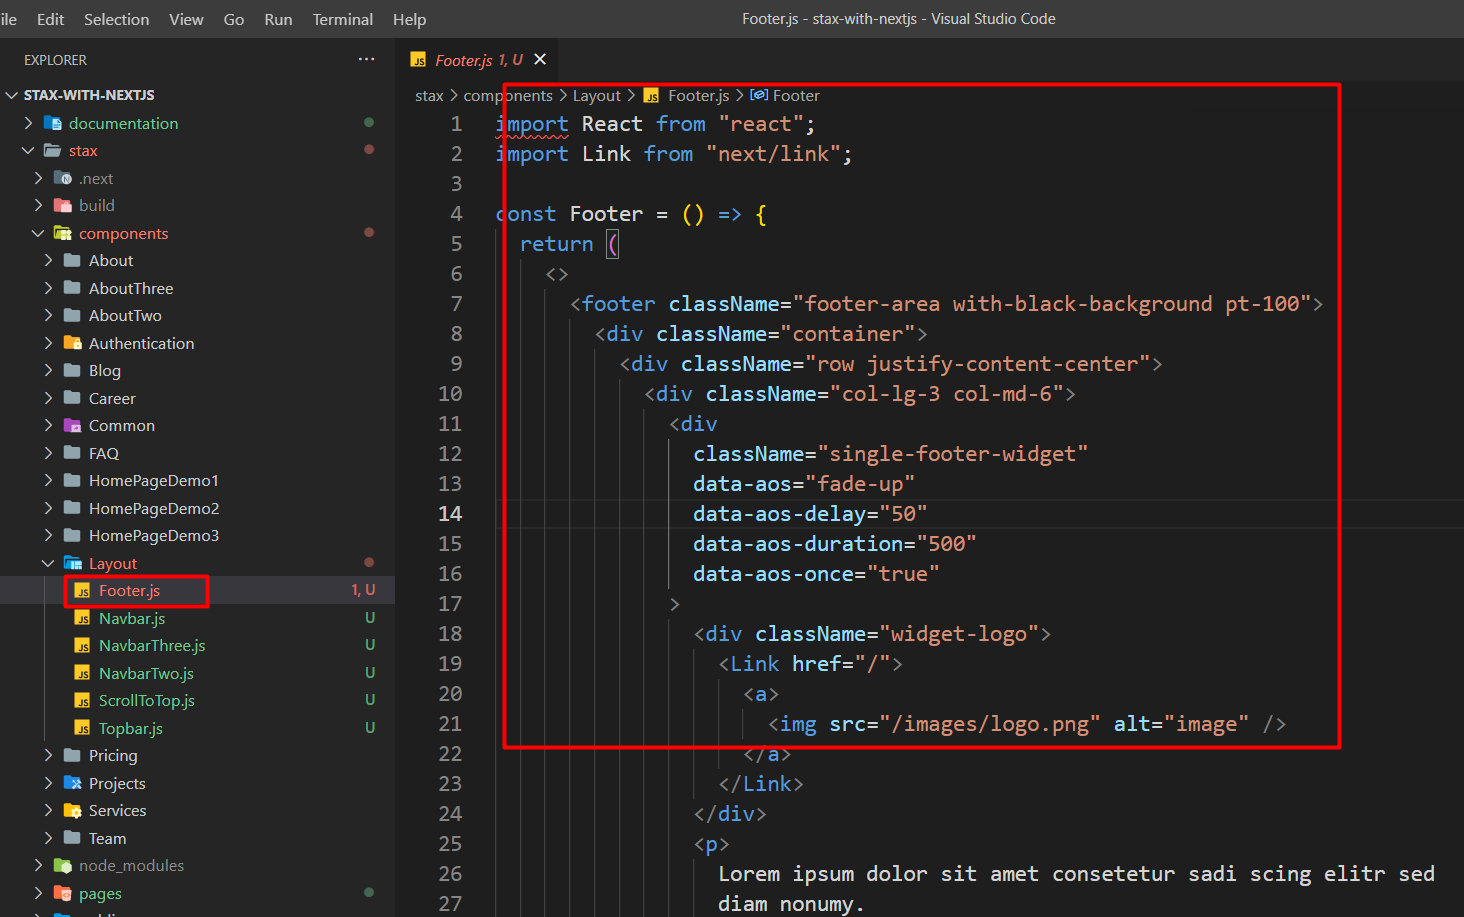 ile Edit Selection View Go Run Terminal Help
Footer.js - stax-with-nextjs - Visual Studio Code
EXPLORER
STAX-WITH-NEXTJS
documentation
stax
.next
build
components
About
AboutThree
AboutTwo
Authentication
Blog
Career
Common
FAQ
HomePageDemo1
HomePageDemo2
HomePageDemo3
Layout
Footer.js 1, U
Navbar.js U
NavbarThree.js U
NavbarTwo.js U
ScrollToTop.js U
Topbar.js U
Pricing
Projects
Services
Team
node_modules
pages
Footer.js 1, U
stax > components > Layout > Footer.js > Footer
1 import React from "react";
2 import Link from "next/link";
3
4 const Footer = () => {
5 return (
6 <>
7 <footer className="footer-area with-black-background pt-100">
8 <div className="container">
9 <div className="row justify-content-center">
10 <div className="col-lg-3 col-md-6">
11 <div
12 className="single-footer-widget"
13 data-aos="fade-up"
14 data-aos-delay="50"
15 data-aos-duration="500"
16 data-aos-once="true"
17 >
18 <div className="widget-logo">
19 <Link href="/">
20 <a>
21 <img src="/images/logo.png" alt="image" />
22 </a>
23 </Link>
24 </div>
25 <p>
26 Lorem ipsum dolor sit amet consetetur sadi scing elitr sed
27 diam nonumy.